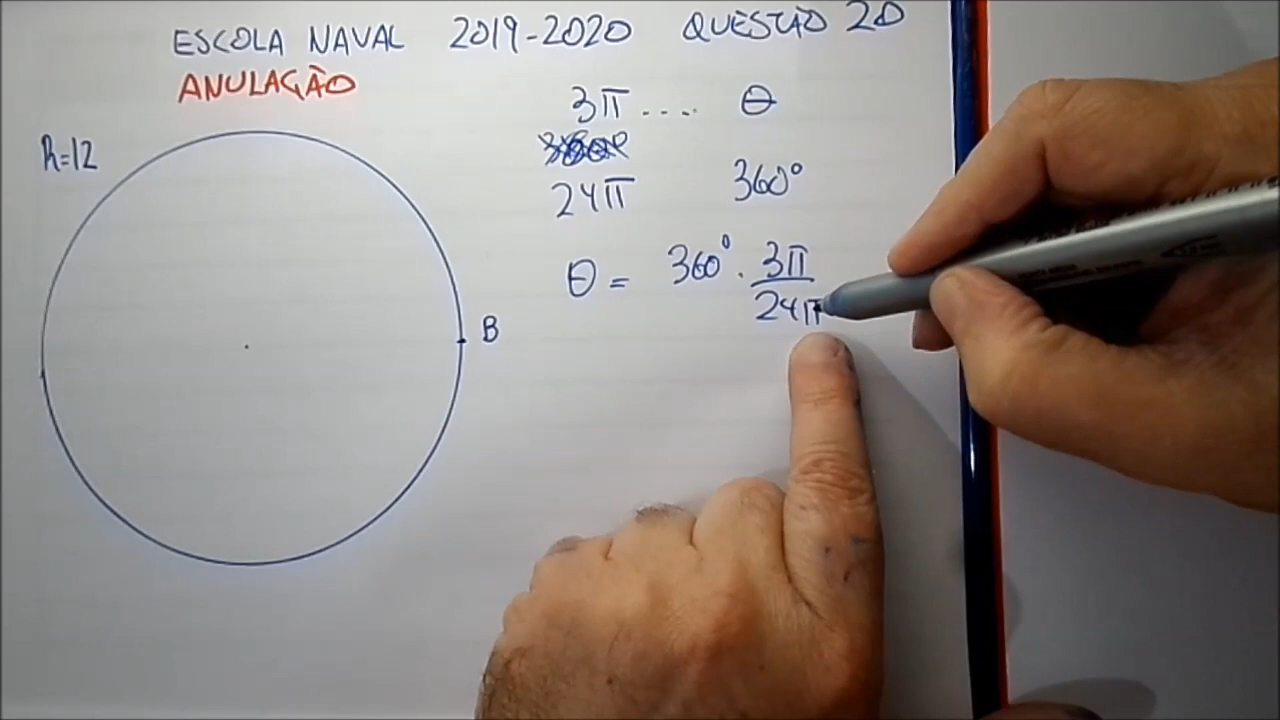 ESCOLA NAVAL 2019-2020 QUESTÃO 20
ANULAÇÃO
3π .... θ
R=12
24π 360°
θ = 360° · 3π
24π
B